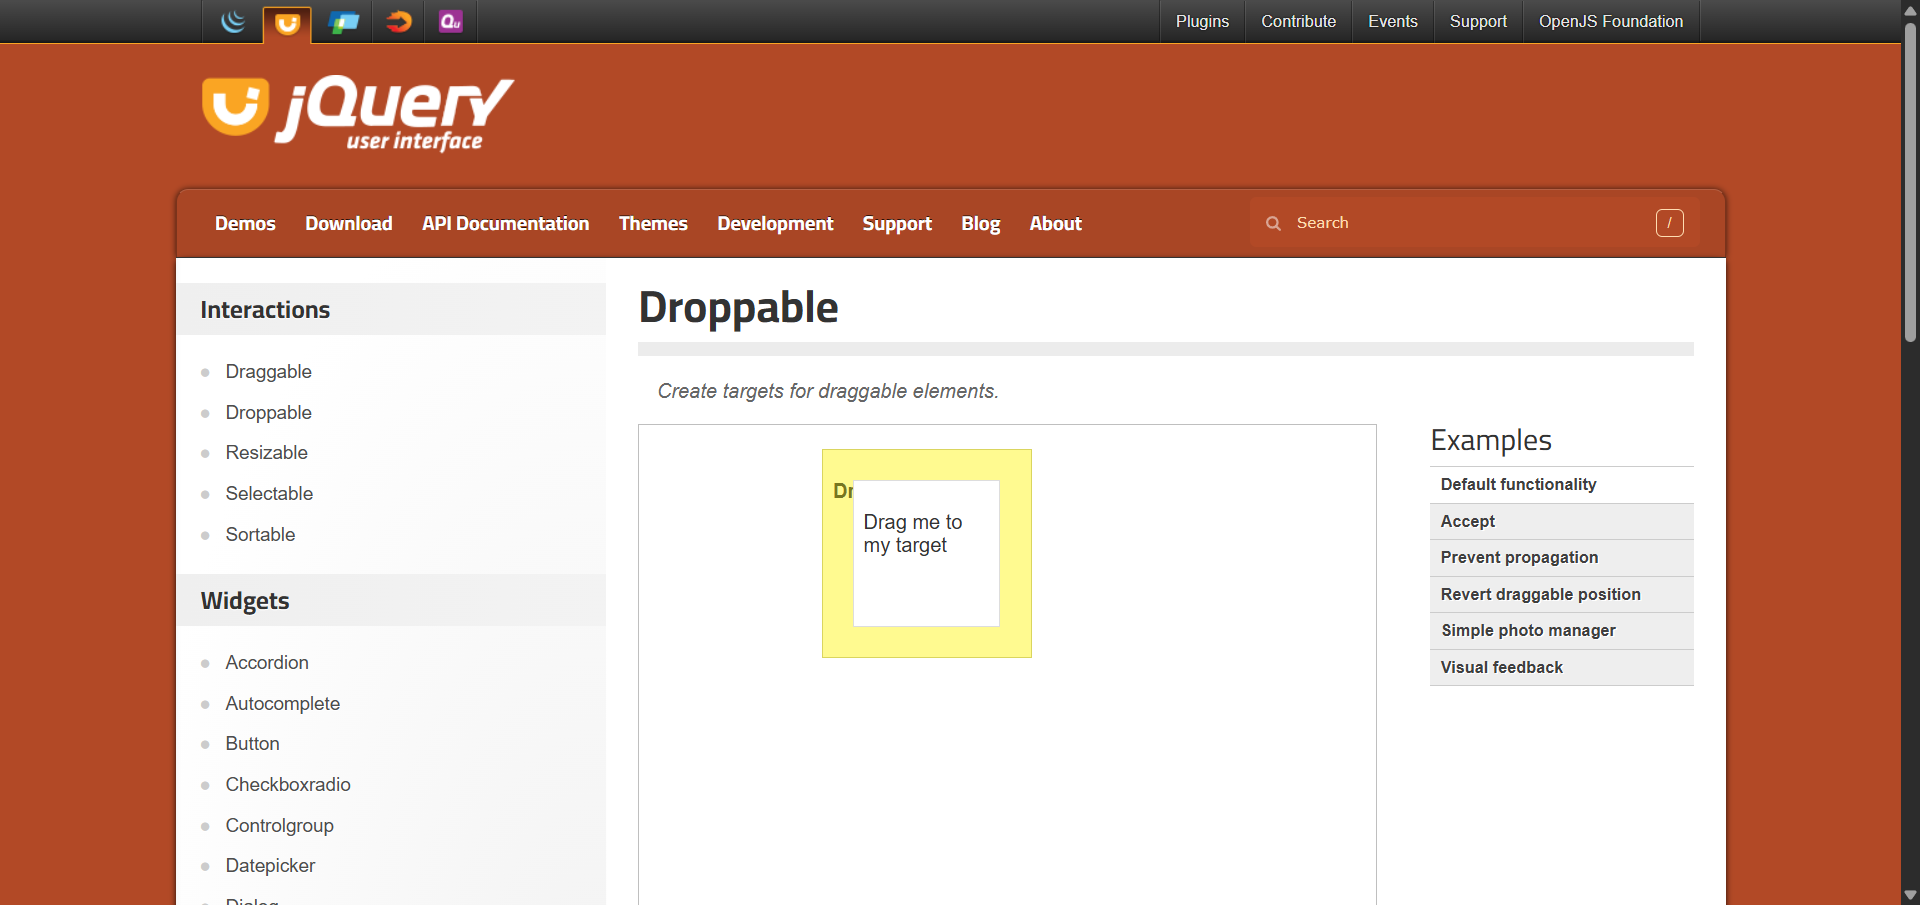 Plugins
Contribute
Events
Support
OpenJS Foundation
jQuery
user interface
Demos
Download
API Documentation
Themes
Development
Support
Blog
About
Search
/
Interactions
Draggable
Droppable
Resizable
Selectable
Sortable
Widgets
Accordion
Autocomplete
Button
Checkboxradio
Controlgroup
Datepicker
Dialog
Droppable
Create targets for draggable elements.
Dr
Drag me to
my target
Examples
Default functionality
Accept
Prevent propagation
Revert draggable position
Simple photo manager
Visual feedback